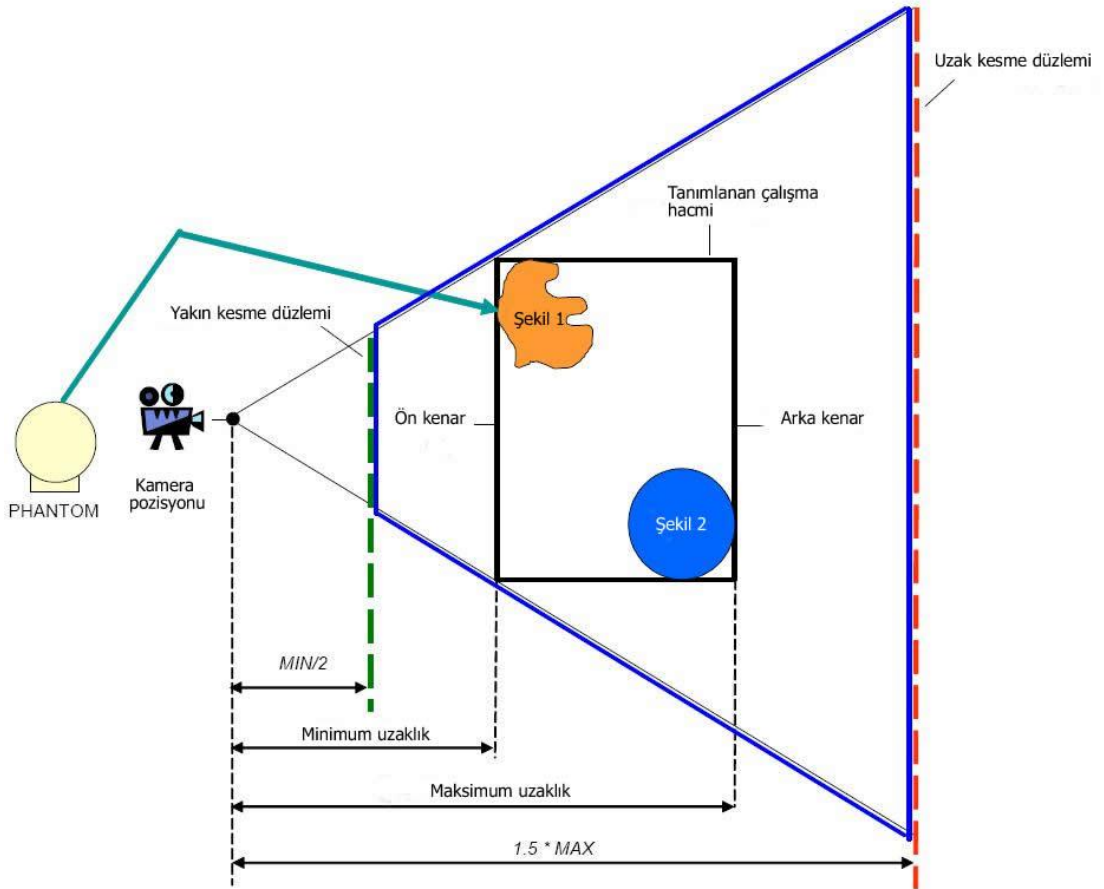 Uzak kesme düzlemi
Tanımlanan çalışma
hacmi
Yakın kesme düzlemi
Şekil 1
Ön kenar
Arka kenar
PHANTOM
Kamera
pozisyonu
Şekil 2
MIN/2
Minimum uzaklık
Maksimum uzaklık
1.5 * MAX